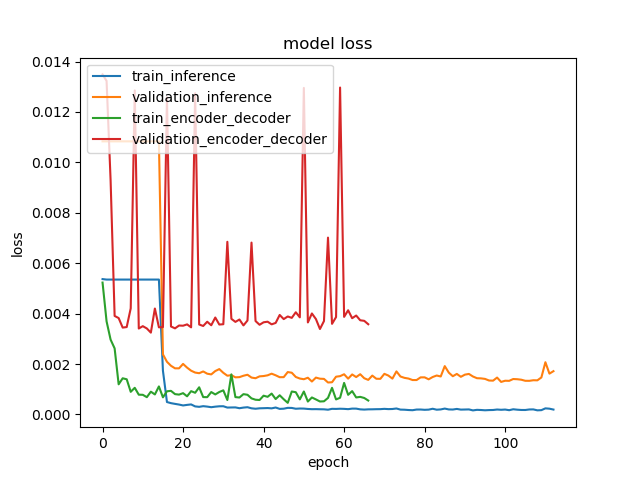 model loss
train_inference
validation_inference
train_encoder_decoder
validation_encoder_decoder
loss
0.014
0.012
0.010
0.008
0.006
0.004
0.002
0.000
0 20 40 60 80 100
epoch